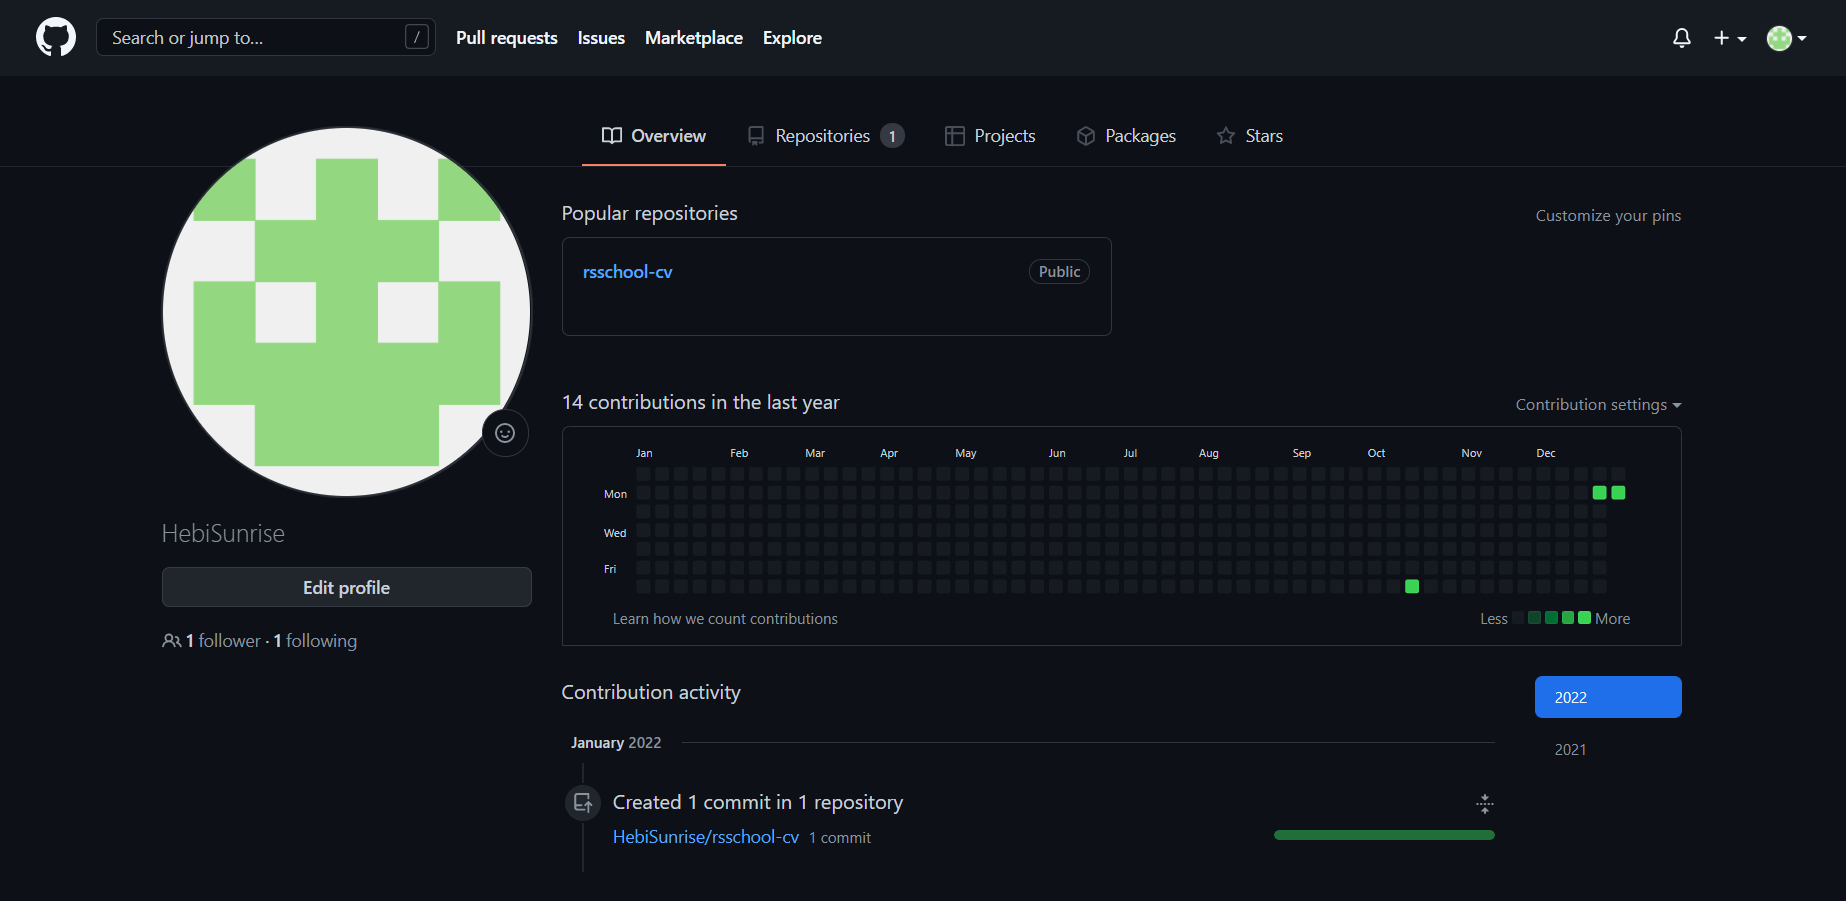 Search or jump to... / Pull requests Issues Marketplace Explore
Overview Repositories 1 Projects Packages Stars
HebiSunrise
Edit profile
1 follower · 1 following
Popular repositories Customize your pins
rsschool-cv Public
14 contributions in the last year Contribution settings
Jan Feb Mar Apr May Jun Jul Aug Sep Oct Nov Dec
Mon
Wed
Fri
Learn how we count contributions Less More
Contribution activity
2022
2021
January 2022
Created 1 commit in 1 repository
HebiSunrise/rsschool-cv 1 commit